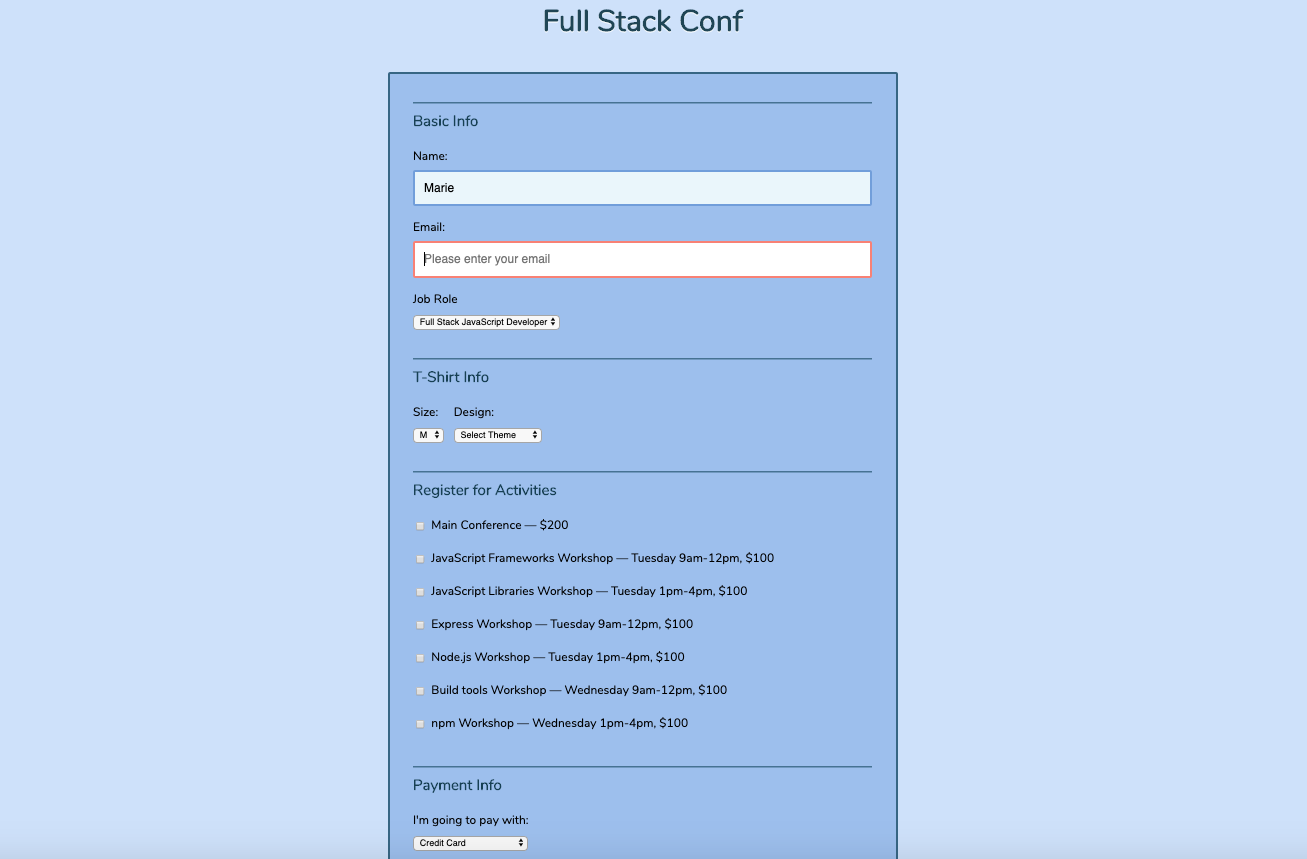 Full Stack Conf
Basic Info
Name:
Marie
Email:
Please enter your email
Job Role
Full Stack JavaScript Developer
T-Shirt Info
Size: Design:
M Select Theme
Register for Activities
Main Conference — $200
JavaScript Frameworks Workshop — Tuesday 9am-12pm, $100
JavaScript Libraries Workshop — Tuesday 1pm-4pm, $100
Express Workshop — Tuesday 9am-12pm, $100
Node.js Workshop — Tuesday 1pm-4pm, $100
Build tools Workshop — Wednesday 9am-12pm, $100
npm Workshop — Wednesday 1pm-4pm, $100
Payment Info
I'm going to pay with:
Credit Card